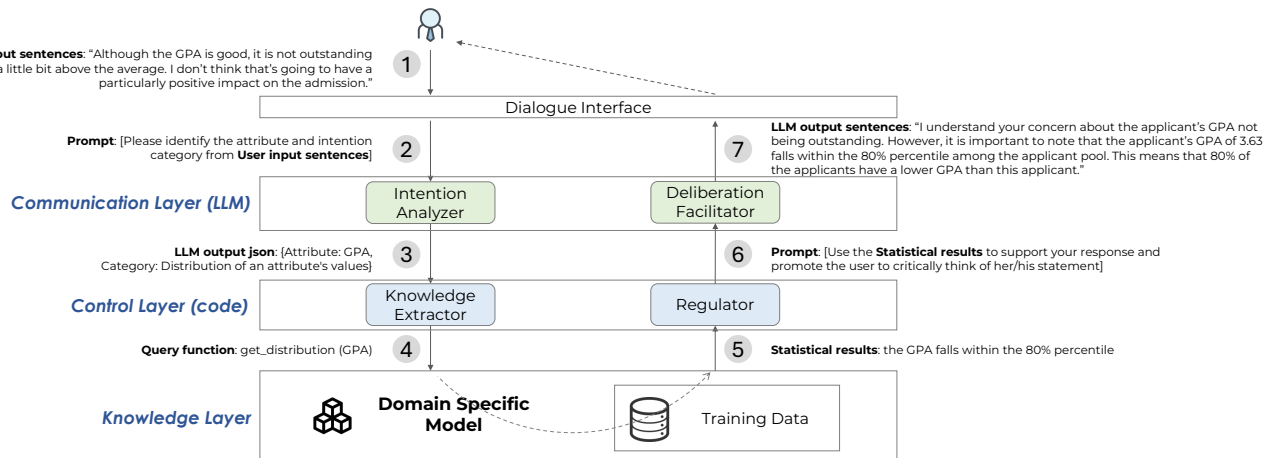 sentences: “Although the GPA is good, it is not outstanding
a little bit above the average. I don’t think that’s going to have a
particularly positive impact on the admission.”
1
Dialogue Interface
Prompt: [Please identify the attribute and intention
category from User input sentences]
2
7
LLM output sentences: “I understand your concern about the applicant’s GPA not
being outstanding. However, it is important to note that the applicant’s GPA of 3.63
falls within the 80% percentile among the applicant pool. This means that 80% of
the applicants have a lower GPA than this applicant.”
Communication Layer (LLM)
Intention
Analyzer
Deliberation
Facilitator
LLM output json: {Attribute: GPA,
Category: Distribution of an attribute's values}
3
6
Prompt: [Use the Statistical results to support your response and
promote the user to critically think of her/his statement]
Control Layer (code)
Knowledge
Extractor
Regulator
Query function: get_distribution (GPA)
4
5
Statistical results: the GPA falls within the 80% percentile
Knowledge Layer
Domain Specific
Model
Training Data